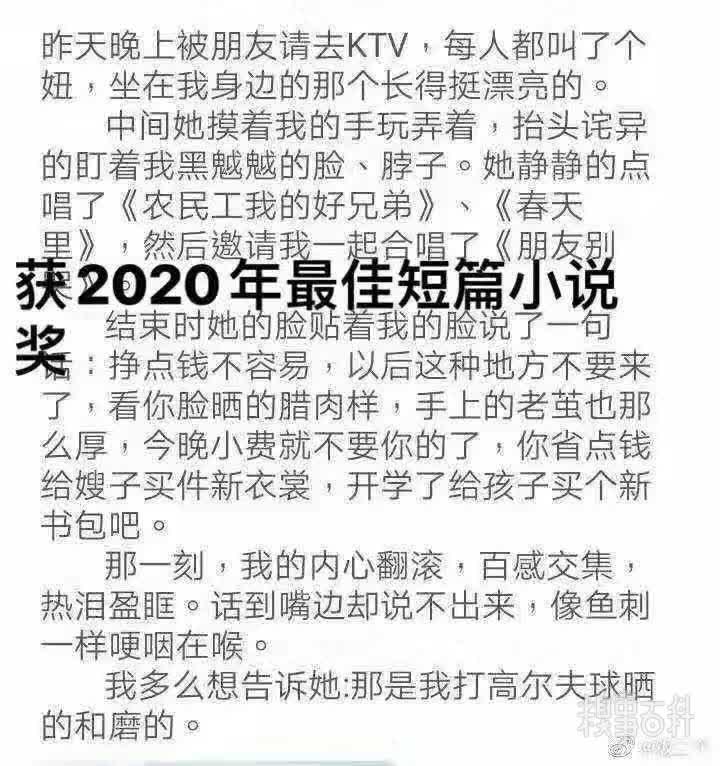 昨天晚上被朋友请去KTV，每人都叫了个
妞，坐在我身边的那个长得挺漂亮的。
中间她摸着我的手玩弄着，抬头诧异
的盯着我黑魆魆的脸、脖子。她静静的点
唱了《农民工我的好兄弟》、《春天
里》，然后邀请我一起合唱了《朋友别
哭》。
获2020年最佳短篇小说
奖
结束时她的脸贴着我的脸说了一句
话：挣点钱不容易，以后这种地方不要来
了，看你脸晒的腊肉样，手上的老茧也那
么厚，今晚小费就不要你的了，你省点钱
给嫂子买件新衣裳，开学了给孩子买个新
书包吧。
那一刻，我的内心翻滚，百感交集，
热泪盈眶。话到嘴边却说不出来，像鱼刺
一样哽咽在喉。
我多么想告诉她:那是我打高尔夫球晒
的和磨的。